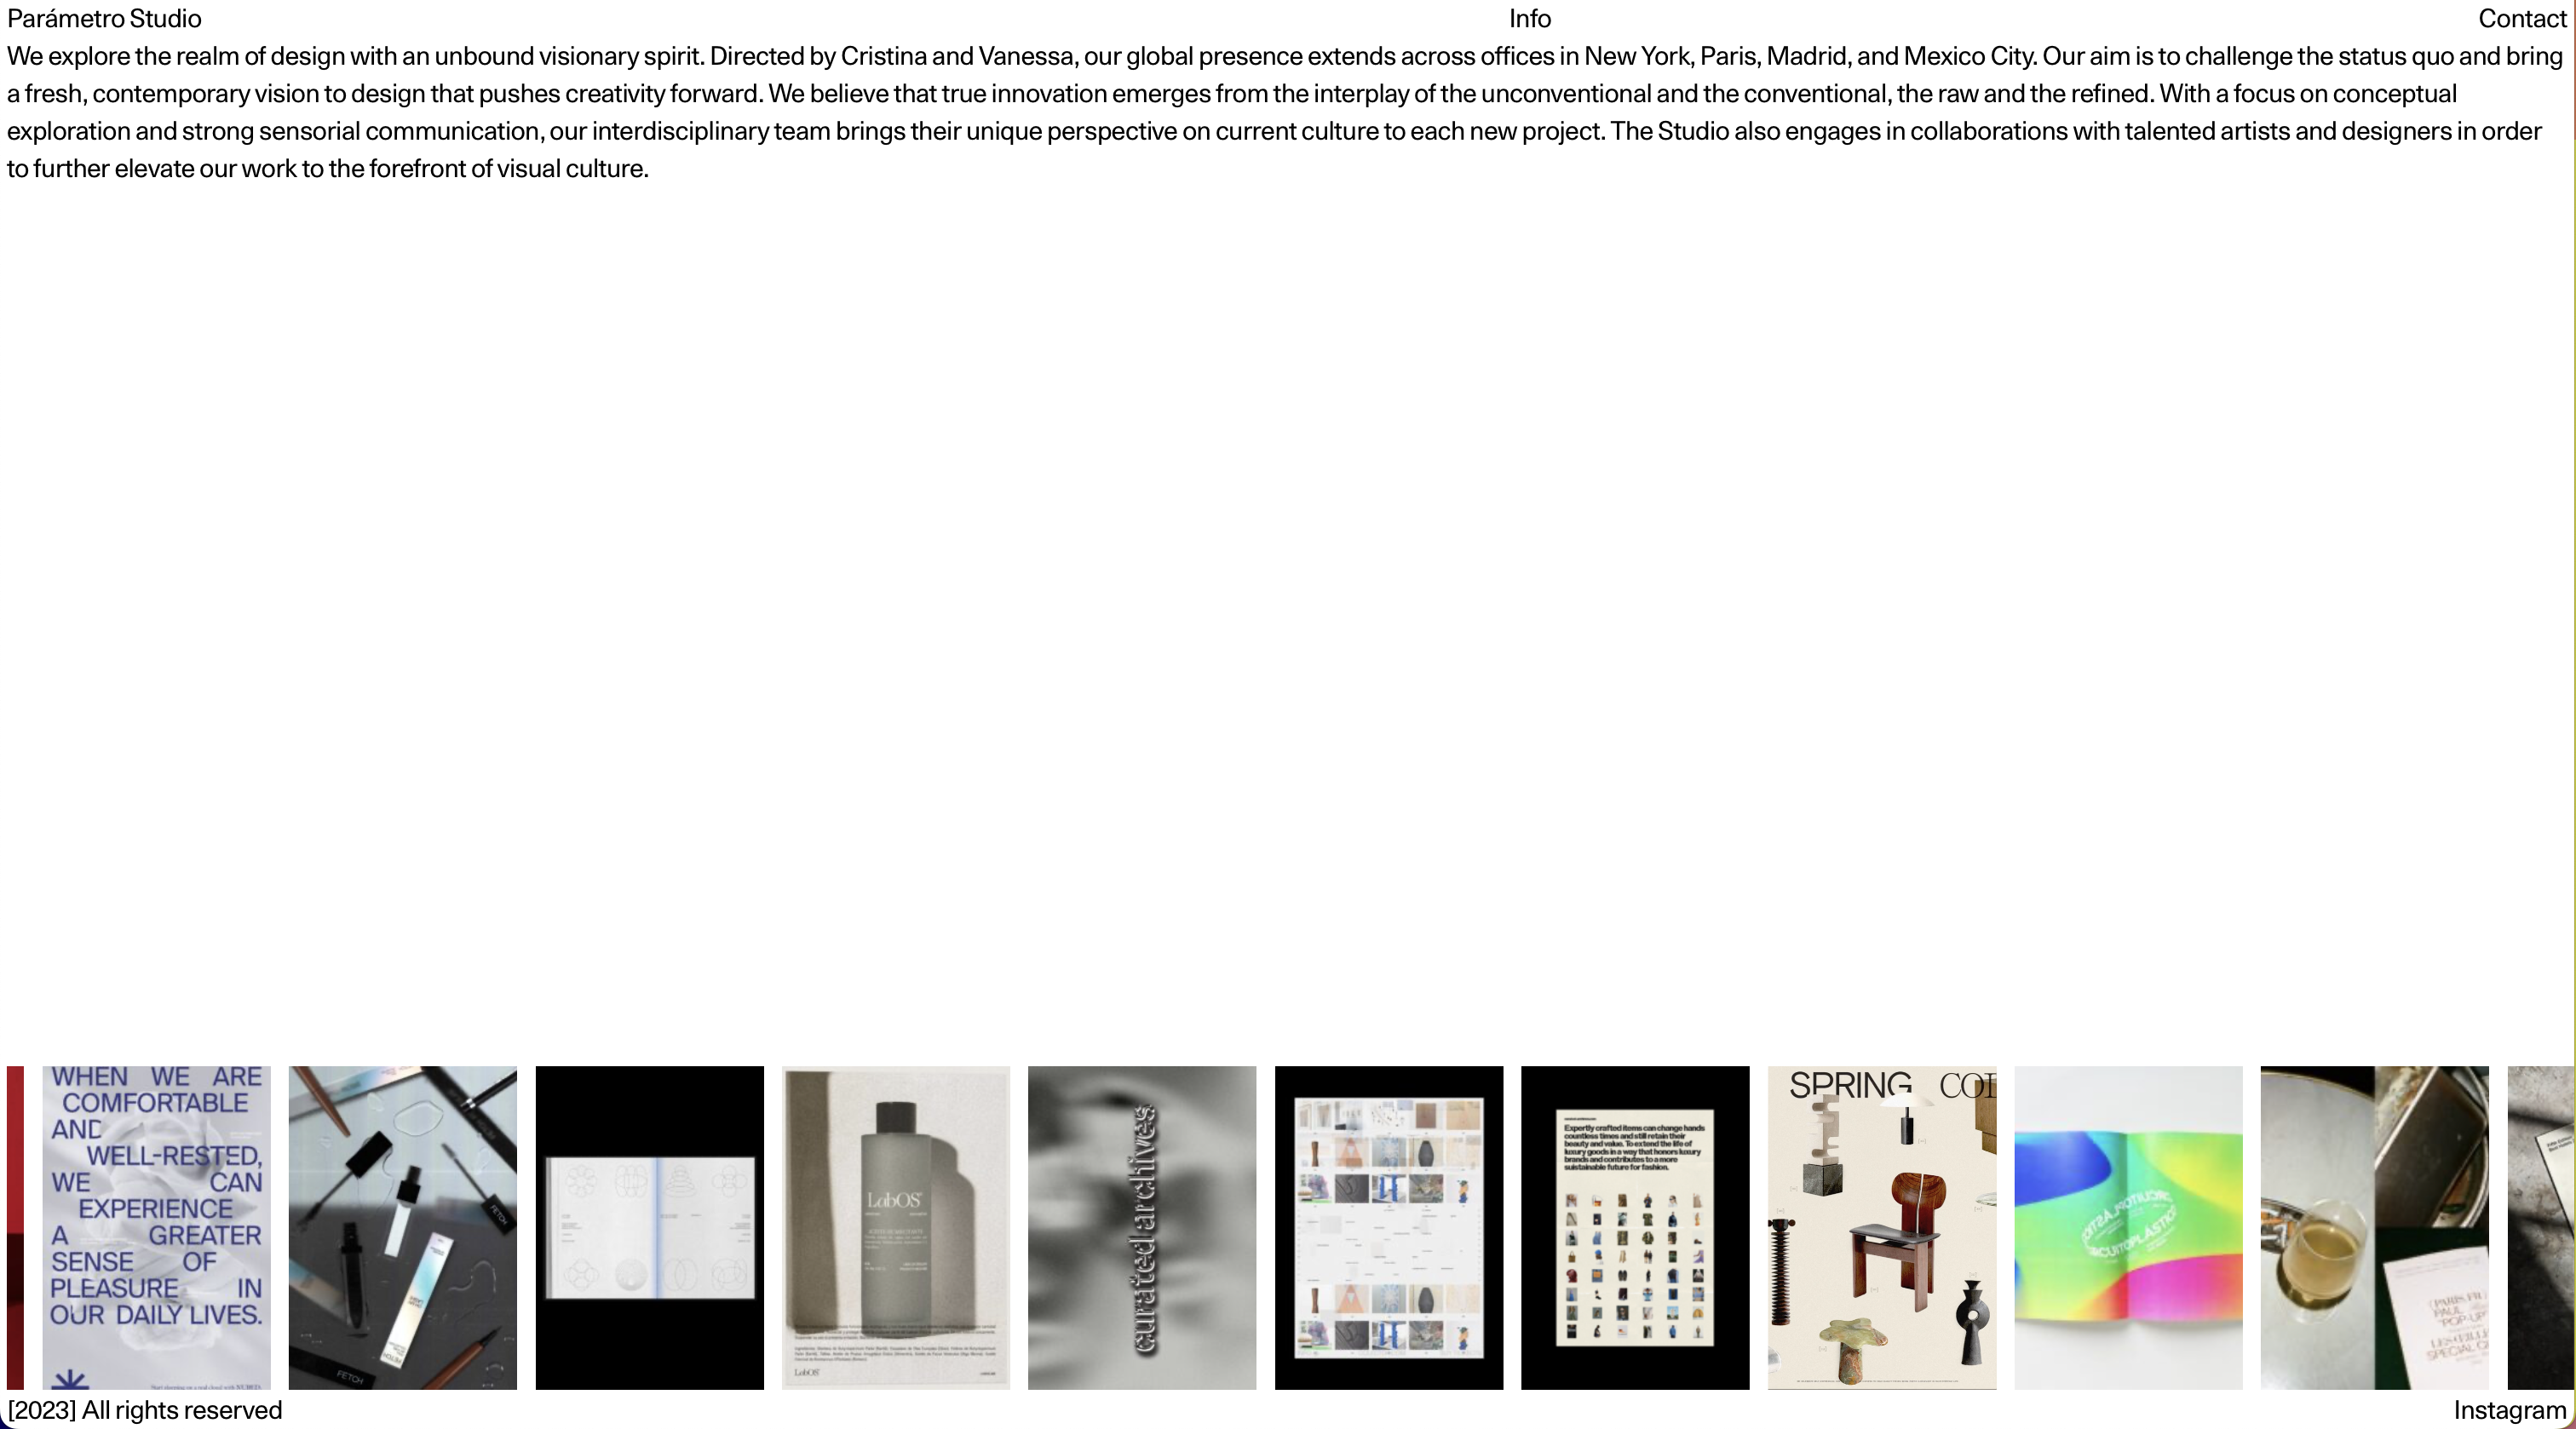 Parámetro Studio
Info
Contact
We explore the realm of design with an unbound visionary spirit. Directed by Cristina and Vanessa, our global presence extends across offices in New York, Paris, Madrid, and Mexico City. Our aim is to challenge the status quo and bring
a fresh, contemporary vision to design that pushes creativity forward. We believe that true innovation emerges from the interplay of the unconventional and the conventional, the raw and the refined. With a focus on conceptual
exploration and strong sensorial communication, our interdisciplinary team brings their unique perspective on current culture to each new project. The Studio also engages in collaborations with talented artists and designers in order
to further elevate our work to the forefront of visual culture.
WHEN WE ARE
COMFORTABLE
AND
WELL-RESTED,
WE CAN
EXPERIENCE
A GREATER
SENSE OF
PLEASURE IN
OUR DAILY LIVES.
FETCH
FETCH
LabOS
LabOS
curated archives
Expertly crafted items can change hands
countless times and still retain their
beauty and value. To extend the life of
luxury goods in a way that honors luxury
brands and contributes to a more
sustainable future for fashion.
SPRING COL
"POP-UP"
SPECIAL
[2023] All rights reserved
Instagram